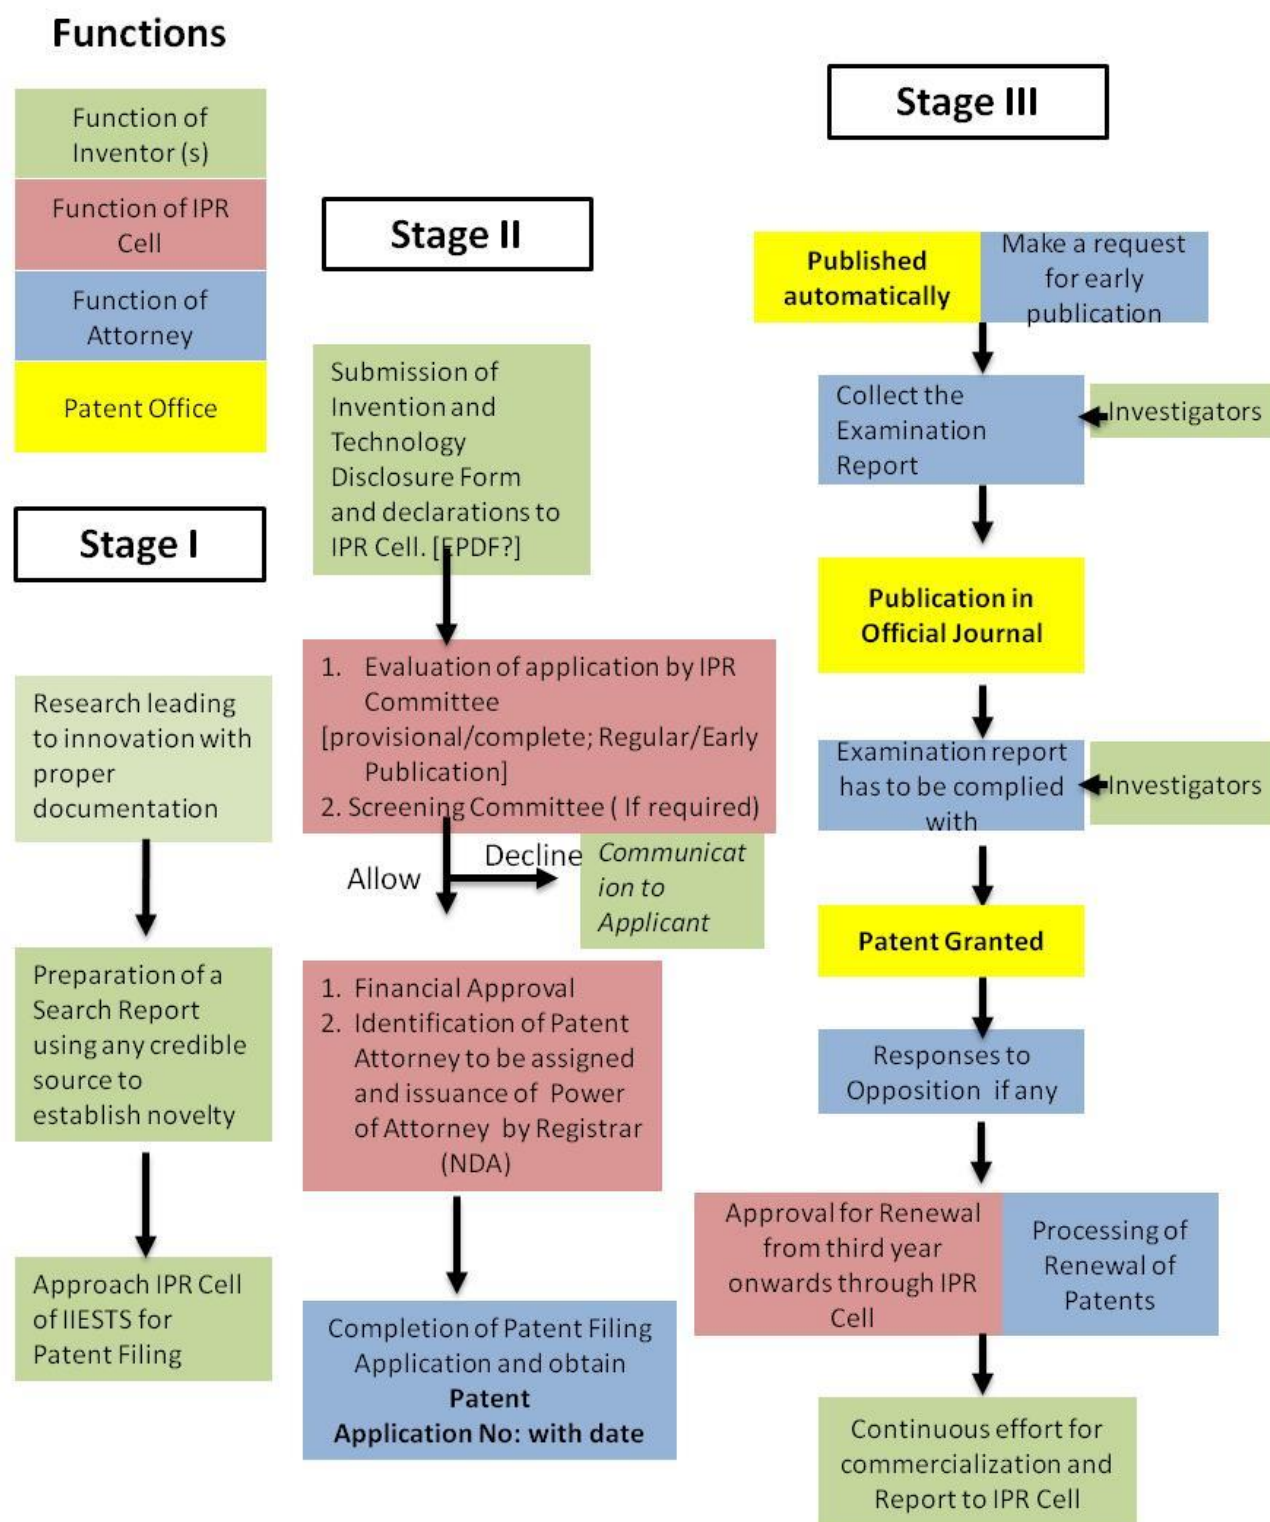 Functions
Function of
Inventor (s)
Function of IPR
Cell
Function of
Attorney
Patent Office
Stage I
Research leading
to innovation with
proper
documentation
Preparation of a
Search Report
using any credible
source to
establish novelty
Approach IPR Cell
of IIESTS for
Patent Filing
Stage II
Submission of
Invention and
Technology
Disclosure Form
and declarations to
IPR Cell. [EPDF?]
1. Evaluation of application by IPR
Committee
[provisional/complete; Regular/Early
Publication]
2. Screening Committee ( If required)
Allow
Decline
Communicat
ion to
Applicant
1. Financial Approval
2. Identification of Patent
Attorney to be assigned
and issuance of Power
of Attorney by Registrar
(NDA)
Completion of Patent Filing
Application and obtain
Patent
Application No: with date
Stage III
Published
automatically
Make a request
for early
publication
Collect the
Examination
Report
Investigators
Publication in
Official Journal
Examination report
has to be complied
with
Investigators
Patent Granted
Responses to
Opposition if any
Approval for Renewal
from third year
onwards through IPR
Cell
Processing of
Renewal of
Patents
Continuous effort for
commercialization and
Report to IPR Cell